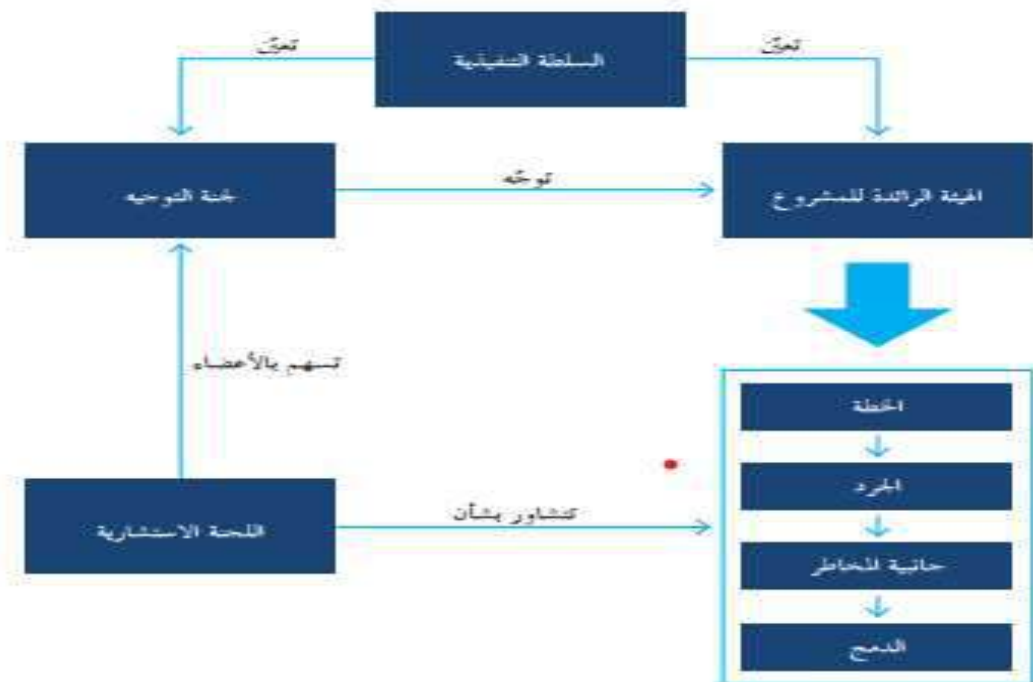 السلطة التنفيذية
تعيّن
تعيّن
الهيئة الرائدة للمشروع
توجّه
لجنة التوجيه
تسهم بالأعضاء
الخطة
الجرد
اللجنة الاستشارية
تتشاور بشأن
حانبية المخاطر
الدمج